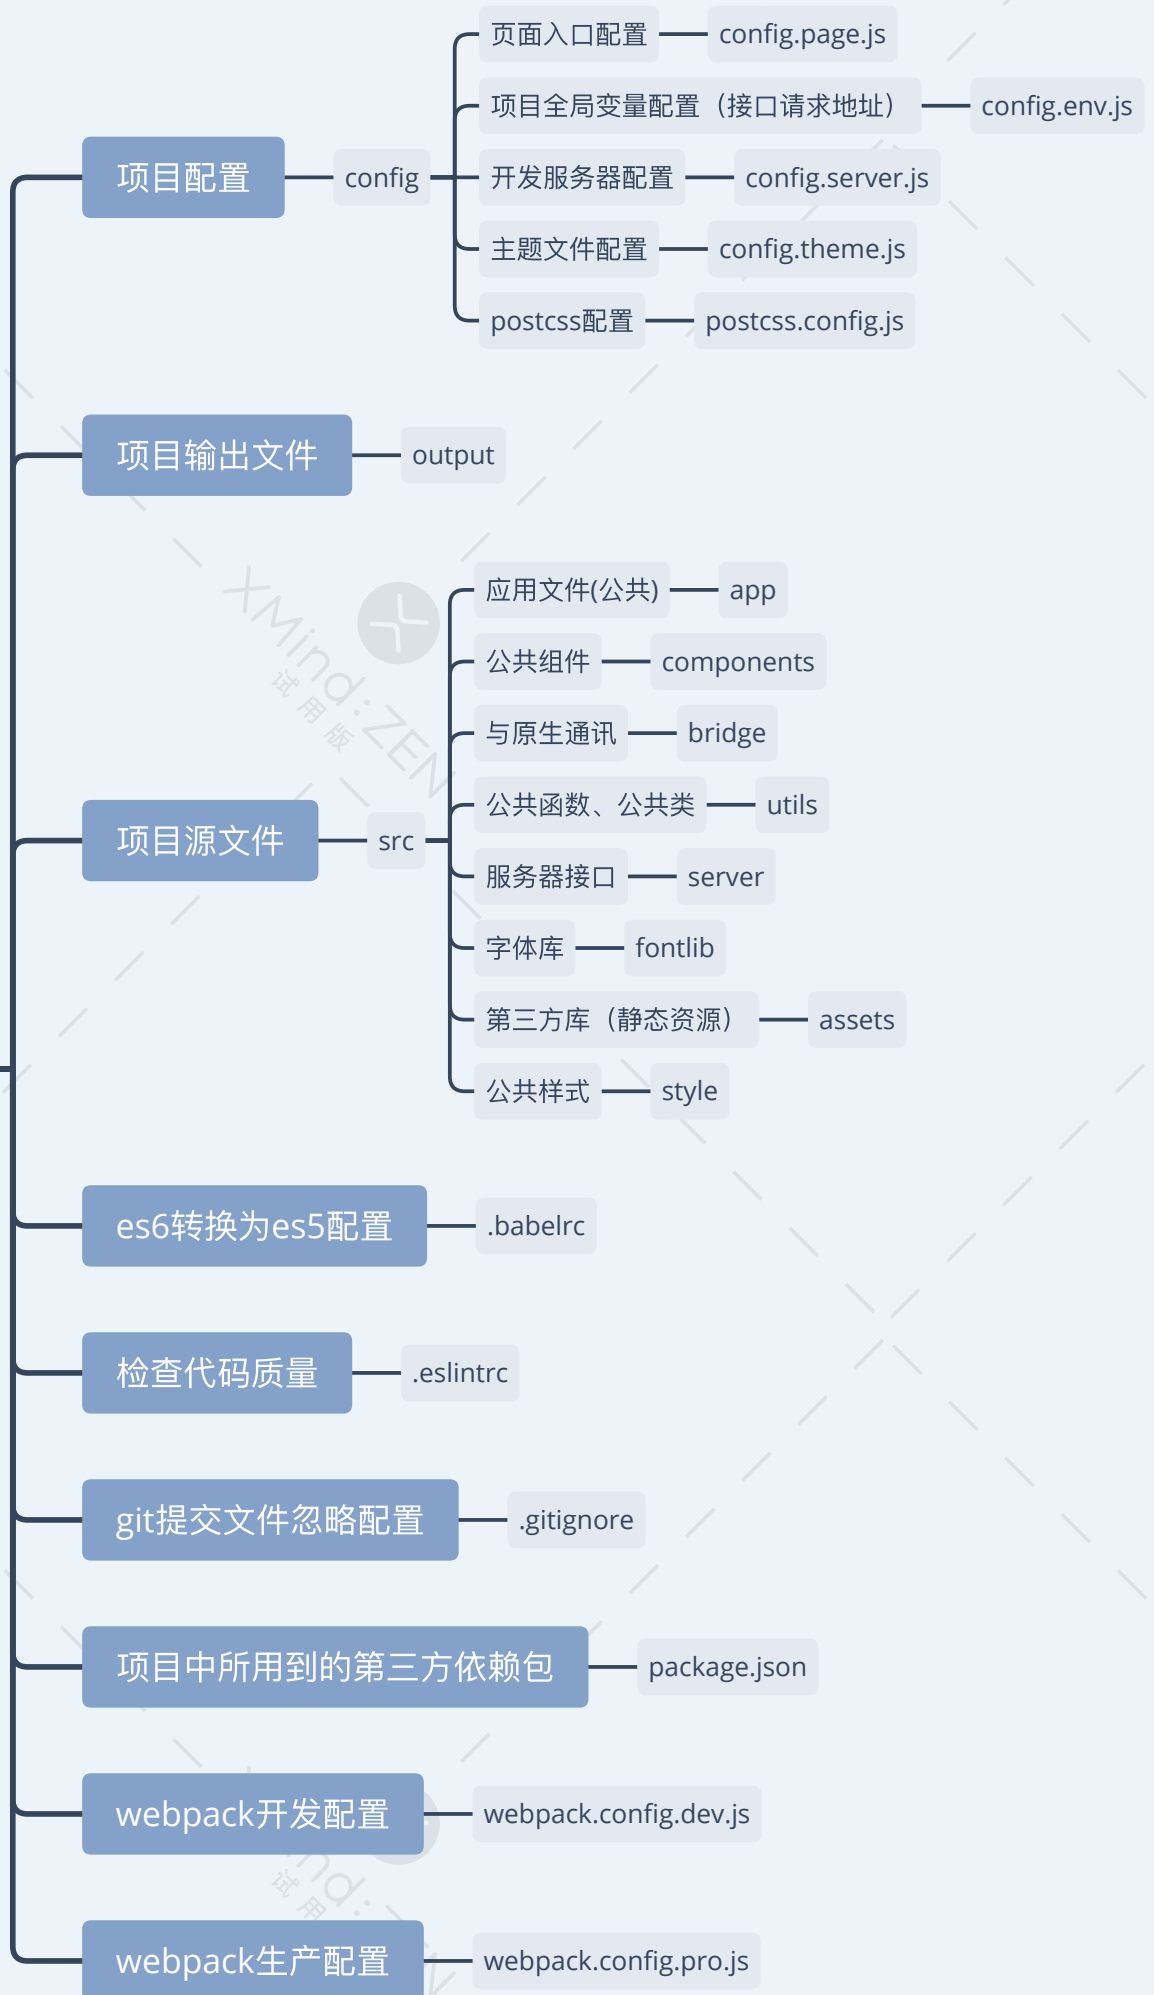 页面入口配置 config.page.js
项目全局变量配置（接口请求地址） config.env.js
项目配置 config 开发服务器配置 config.server.js
主题文件配置 config.theme.js
postcss配置 postcss.config.js
项目输出文件 output
应用文件(公共) app
公共组件 components
与原生通讯 bridge
公共函数、公共类 utils
项目源文件 src
服务器接口 server
字体库 fontlib
第三方库（静态资源） assets
公共样式 style
es6转换为es5配置 .babelrc
检查代码质量 .eslintrc
git提交文件忽略配置 .gitignore
项目中所用到的第三方依赖包 package.json
webpack开发配置 webpack.config.dev.js
webpack生产配置 webpack.config.pro.js
XMind:ZEN
试用版